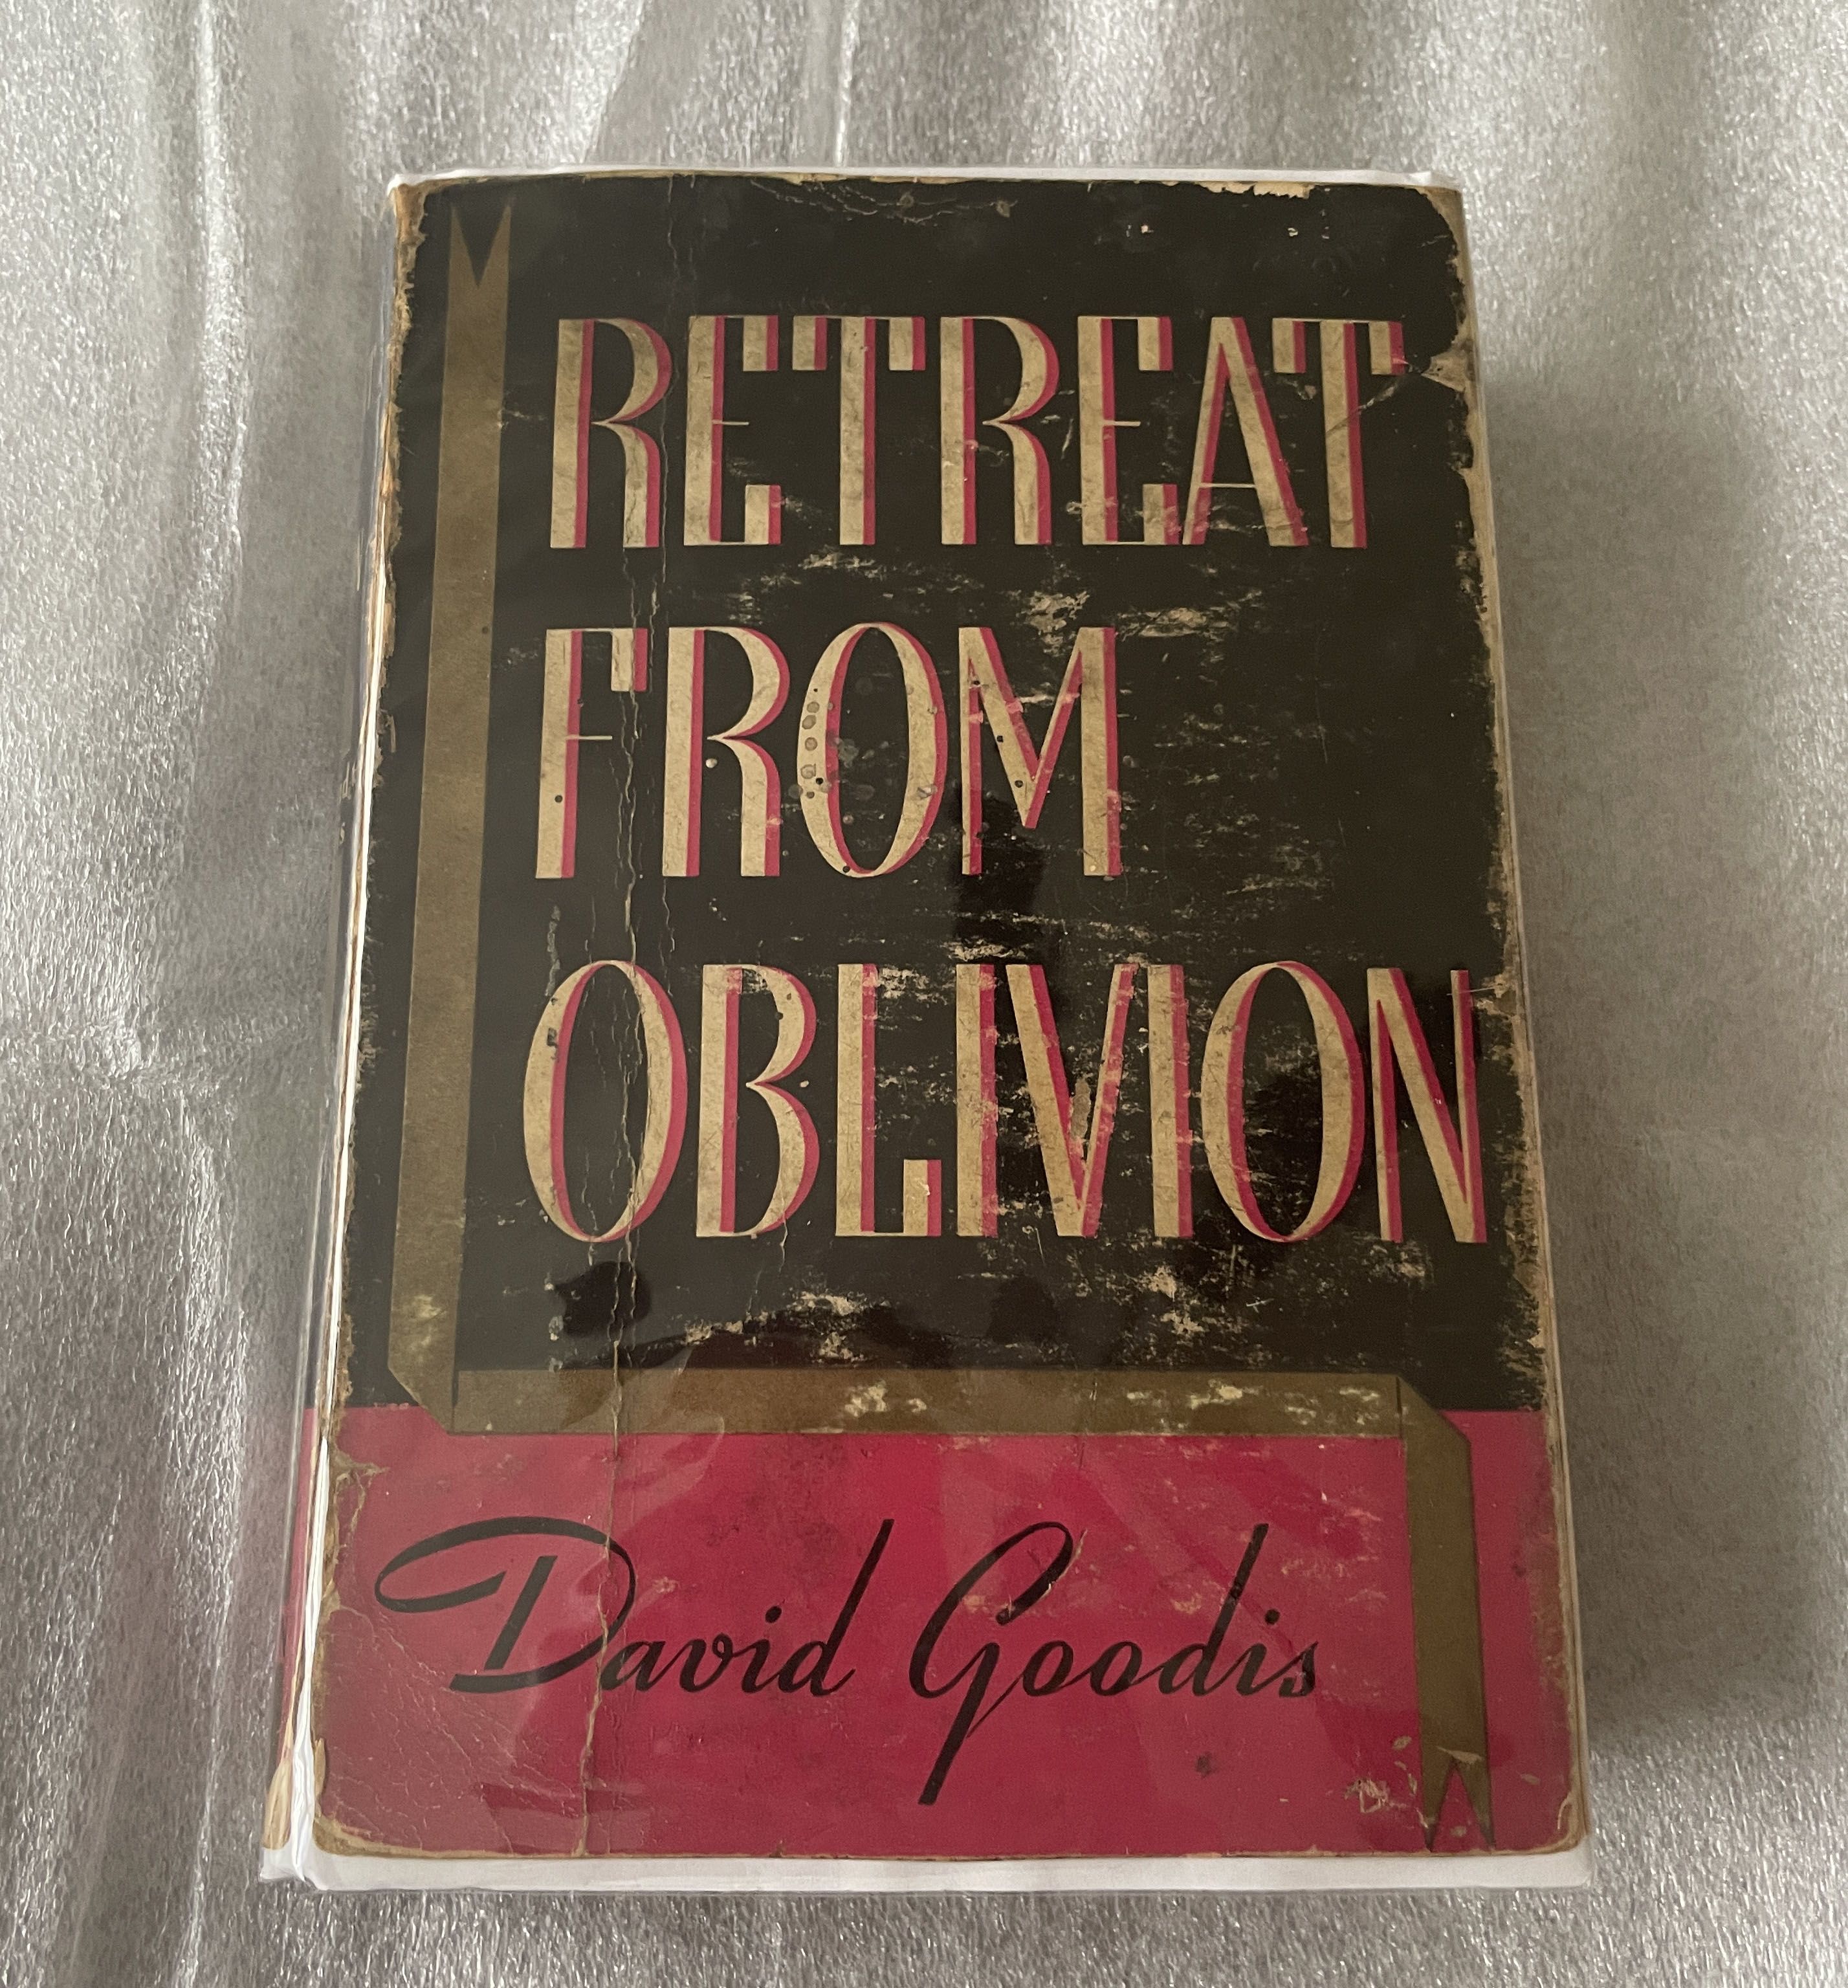 RETREAT
FROM
OBLIVION
David Goodis